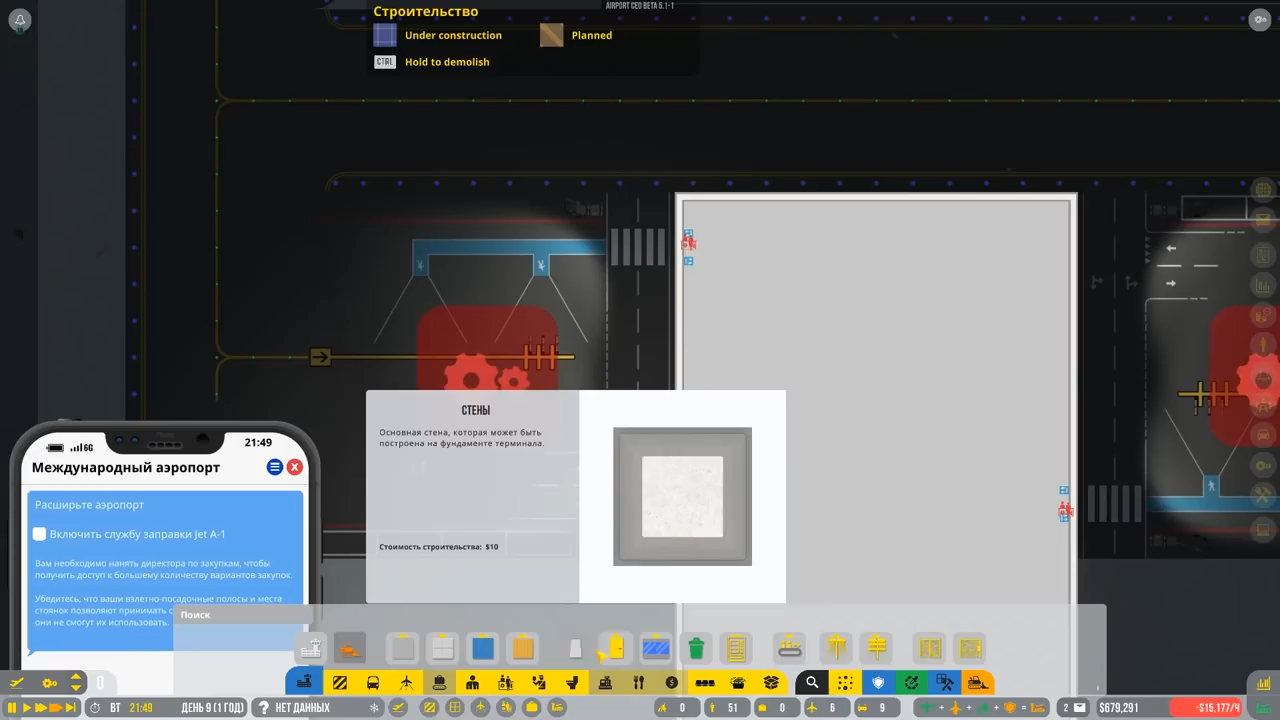 AIRPORT CEO BETA 5.1-1
Строительство
Under construction
Planned
CTRL
Hold to demolish
СТЕНЫ
Основная стена, которая может быть
построена на фундаменте терминала.
Стоимость строительства: $10
6G
21:49
Международный аэропорт
Расширьте аэропорт
Включить службу заправки Jet A-1
Вам необходимо нанять директора по закупкам, чтобы
получить доступ к большему количеству вариантов закупок.
Убедитесь, что ваши взлетно-посадочные полосы и места
стоянок позволяют принимать
они не смогут их использовать.
Поиск
0
ВТ 21:49
ДЕНЬ 9 (1 ГОД)
? НЕТ ДАННЫХ
0
51
0
6
9
2
$679,291
-$15,177/Ч